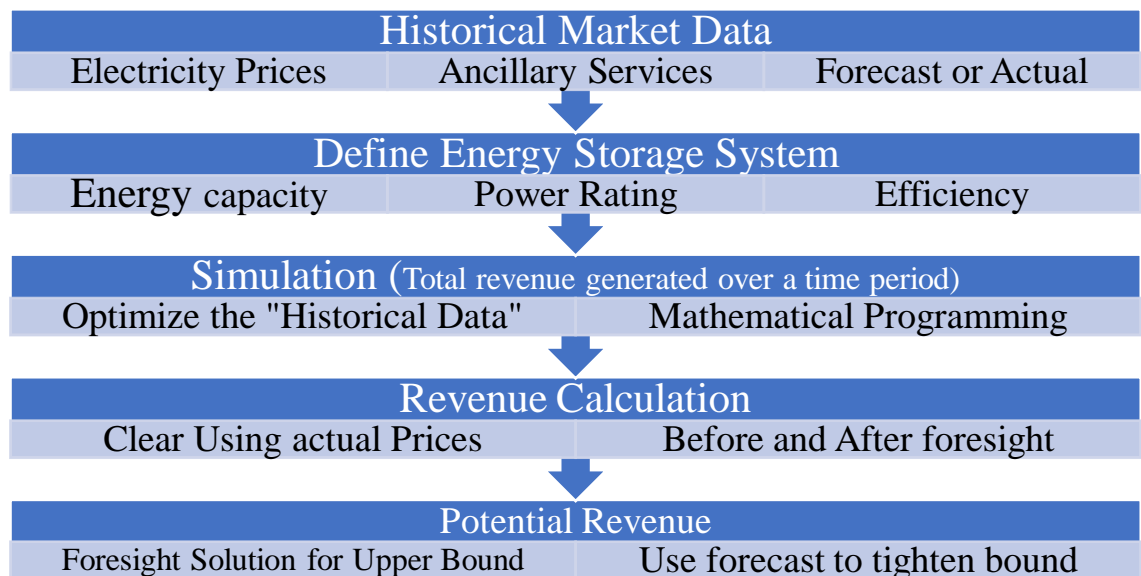 Historical Market Data
Electricity Prices Ancillary Services Forecast or Actual
Define Energy Storage System
Energy capacity Power Rating Efficiency
Simulation (Total revenue generated over a time period)
Optimize the "Historical Data" Mathematical Programming
Revenue Calculation
Clear Using actual Prices Before and After foresight
Potential Revenue
Foresight Solution for Upper Bound Use forecast to tighten bound